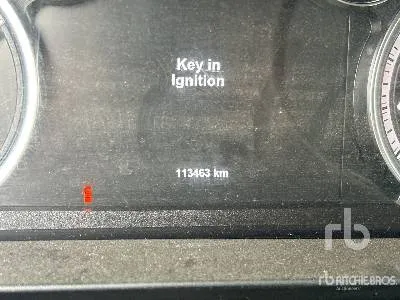 Key in
Ignition
113463 km
rb
RITCHIE BROS.